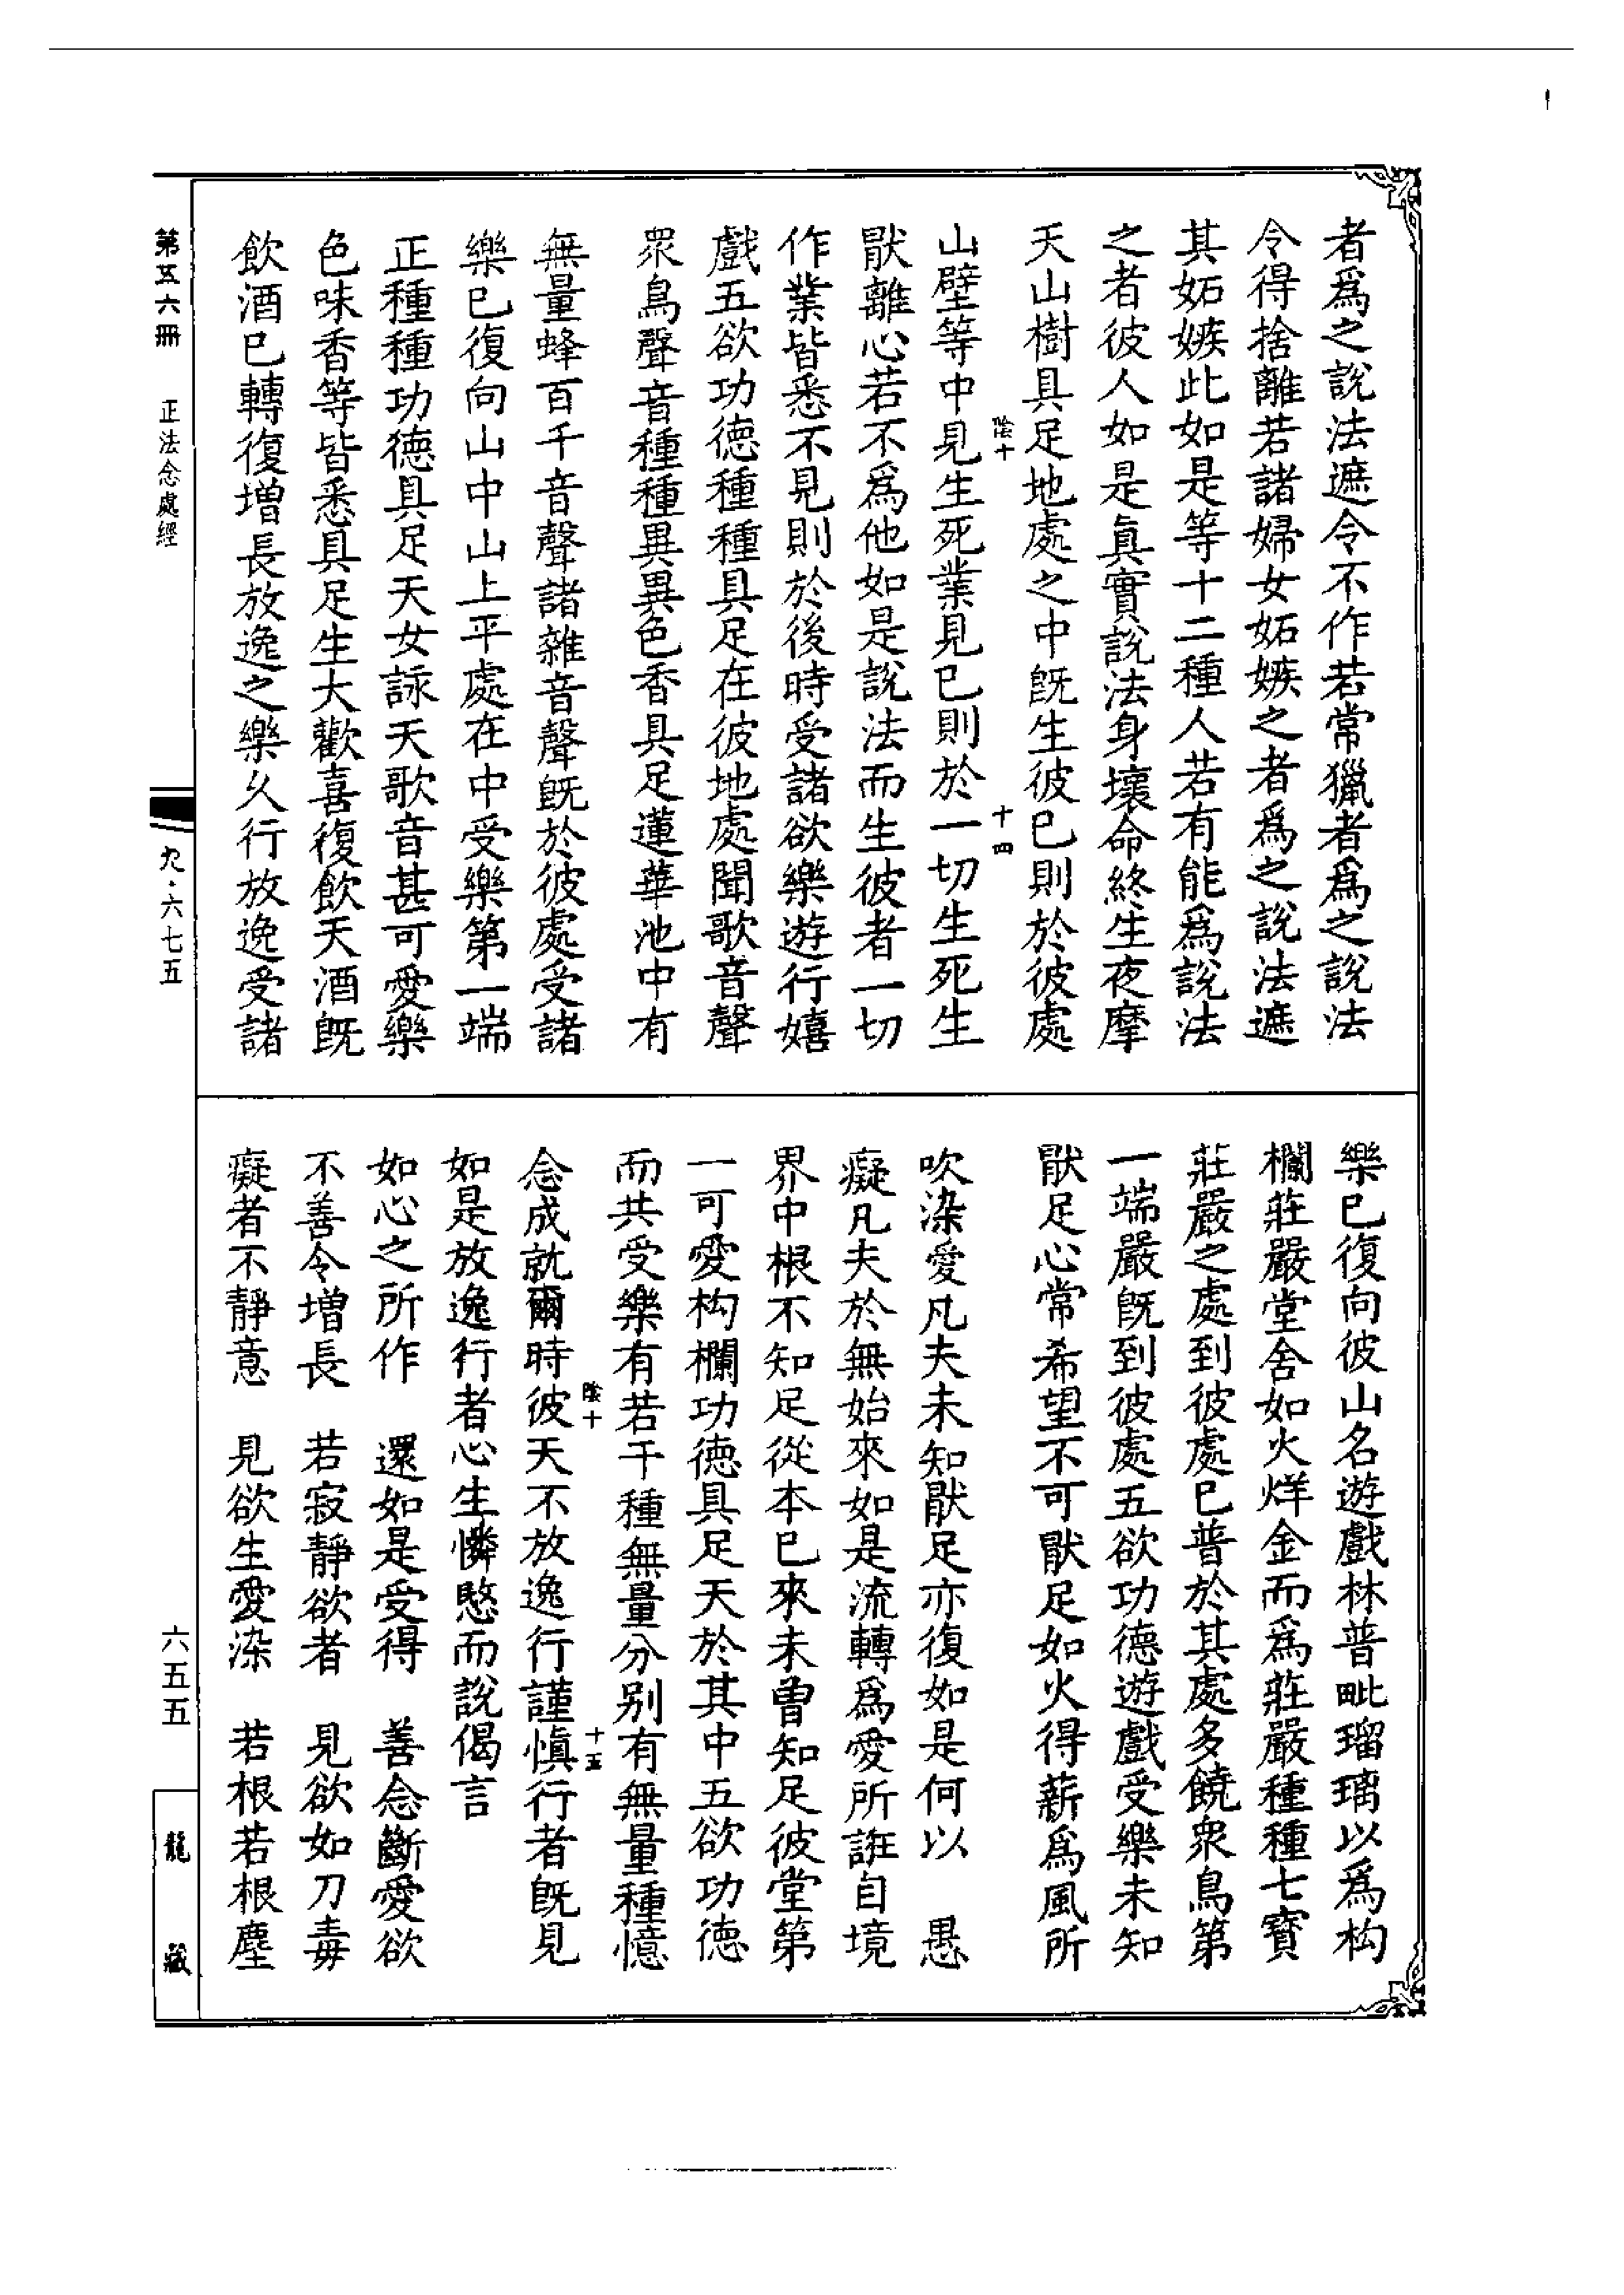 者爲之說法遮令不作若常獵者爲之說法
令得捨離若諸婦女妬嫉之者爲之說法遮
其妬嫉此如是等十二種人若有能爲說法
之者彼人如是真實說法身壞命終生夜摩
天山樹具足地處之中旣生彼已則於彼處
陰十
十四
山壁等中見生死業見已則於一切生死生
厭離心若不爲他如是說法而生彼者一切
作業皆悉不見則於後時受諸欲樂遊行嬉
戲五欲功德種種具足在彼地處聞歌音聲
眾鳥聲音種種異異色香具足蓮華池中有
無量蜂百千音聲諸雜音聲旣於彼處受諸
樂已復向山中山上平處在中受樂第一端
正種種功德具足天女詠天歌音甚可愛樂
色味香等皆悉具足生大歡喜復飲天酒旣
飲酒已轉復增長放逸之樂久行放逸受諸
樂已復向彼山名遊戲林普毗瑠璃以爲构
欄莊嚴堂舍如火烊金而爲莊嚴種種七寶
莊嚴之處到彼處已普於其處多饒衆鳥第
一端嚴旣到彼處五欲功德遊戲受樂未知
猒足心常希望不可猒足如火得薪爲風所
吹染愛凡夫未知猒足亦復如是何以　愚
癡凡夫於無始來如是流轉爲愛所誑自境
界中根不知足從本已來未曽知足彼堂第
一可愛构欄功德具足天於其中五欲功德
而共受樂有若干種無量分别有無量種憶
陰十
十五
念成就爾時彼天不放逸行謹愼行者旣見
如是放逸行者心生憐愍而說偈言
如心之所作　還如是受得　善念斷愛欲
不善令增長　若寂靜欲者　見欲如刀毒
癡者不靜意　見欲生愛染　若根若根塵
第五六冊　正法念處經
九·六七五
六五五
龍藏